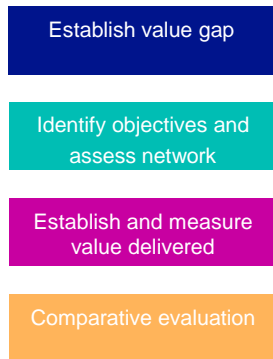 Establish value gap
Identify objectives and
assess network
Establish and measure
value delivered
Comparative evaluation